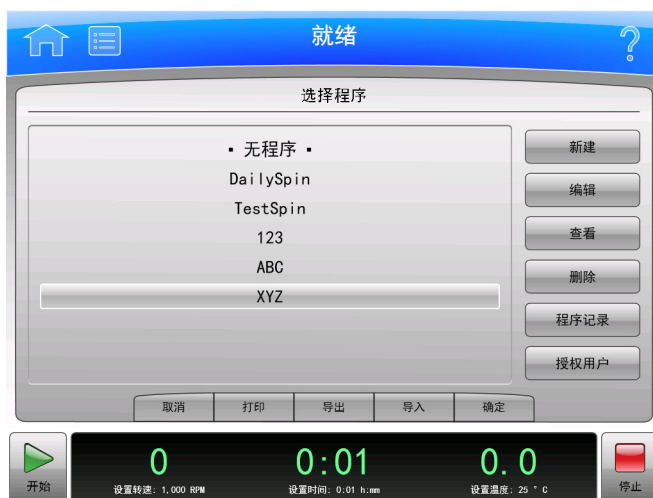 就绪
?
选择程序
▪ 无程序 ▪
DailySpin
TestSpin
123
ABC
XYZ
新建
编辑
查看
删除
程序记录
授权用户
取消 打印 导出 导入 确定
开始
0 0:01 0.0
设置转速: 1,000 RPM 设置时间: 0:01 h:mm 设置温度: 25 ° C
停止